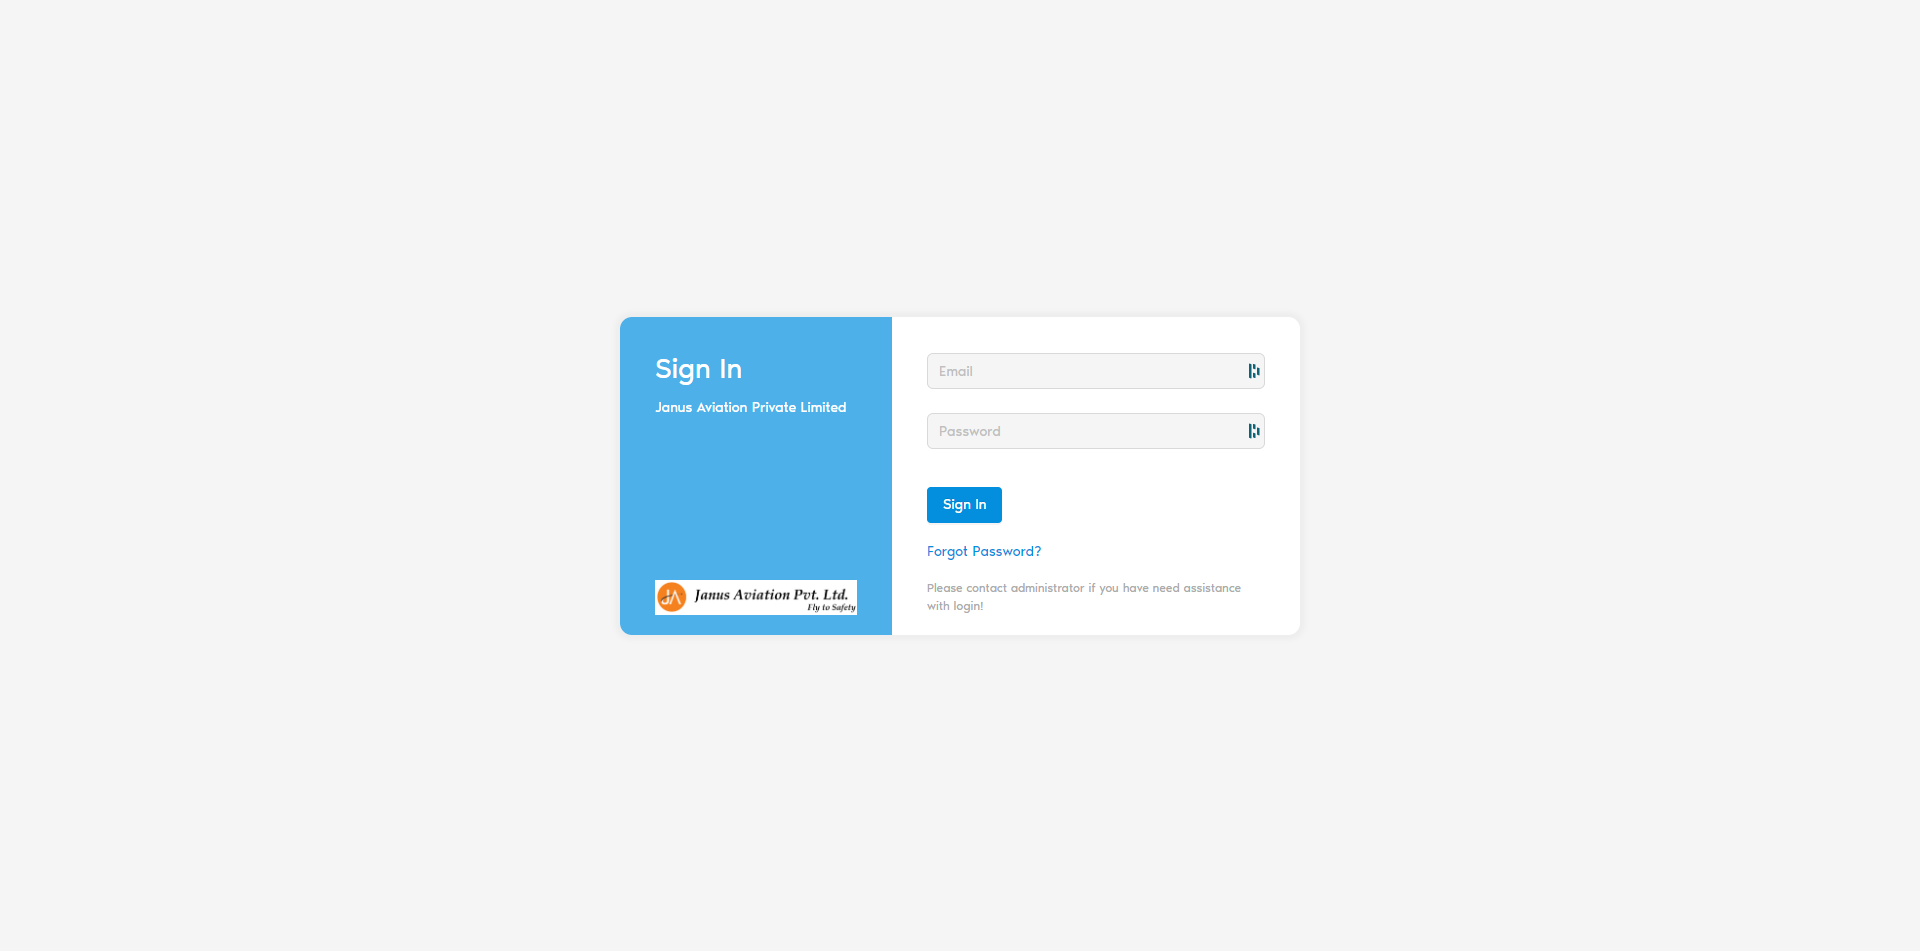 Sign In
Janus Aviation Private Limited
JA Janus Aviation Pvt. Ltd.
Fly to Safety
Email
Password
Sign In
Forgot Password?
Please contact administrator if you have need assistance
with login!